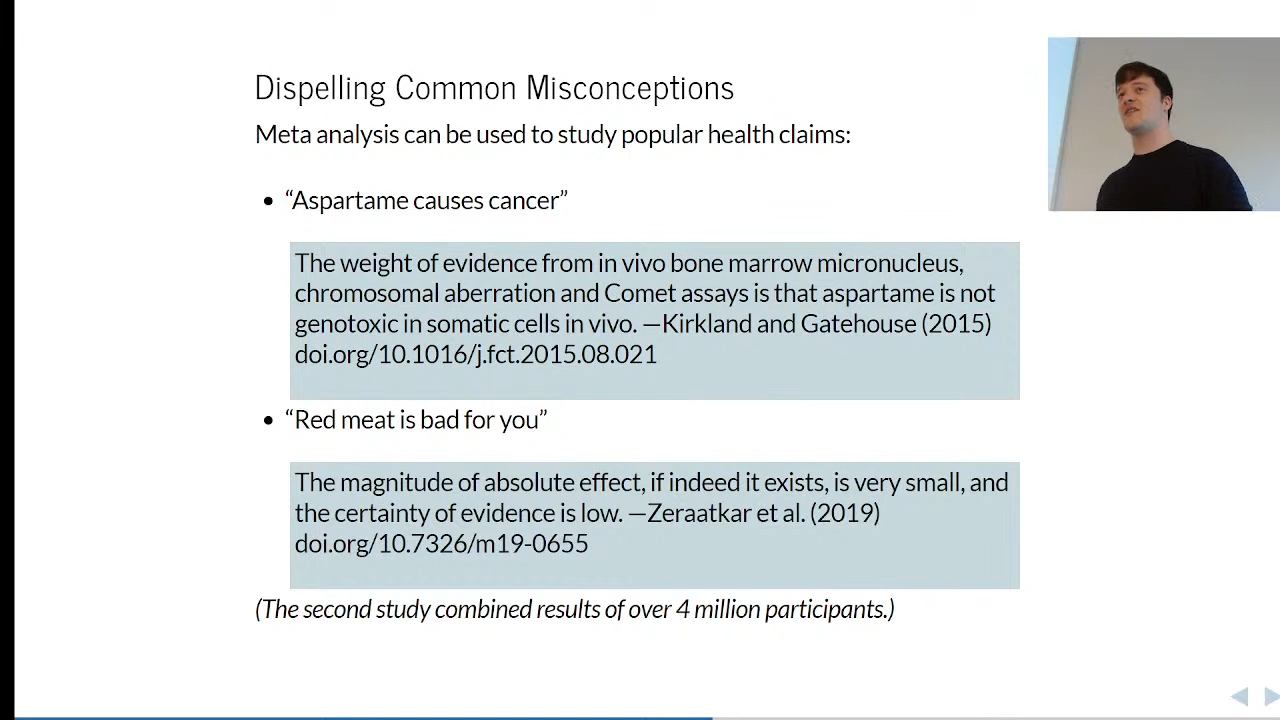 Dispelling Common Misconceptions
Meta analysis can be used to study popular health claims:
• “Aspartame causes cancer”
The weight of evidence from in vivo bone marrow micronucleus,
chromosomal aberration and Comet assays is that aspartame is not
genotoxic in somatic cells in vivo. —Kirkland and Gatehouse (2015)
doi.org/10.1016/j.fct.2015.08.021
• “Red meat is bad for you”
The magnitude of absolute effect, if indeed it exists, is very small, and
the certainty of evidence is low. —Zeraatkar et al. (2019)
doi.org/10.7326/m19-0655
(The second study combined results of over 4 million participants.)